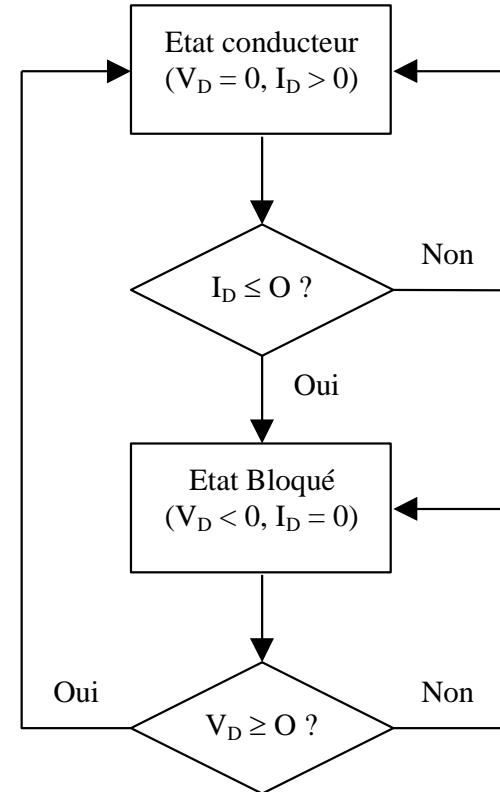 Etat conducteur
(V_D = 0, I_D > 0)
Non
I_D ≤ O ?
Oui
Etat Bloqué
(V_D < 0, I_D = 0)
Oui
Non
V_D ≥ O ?